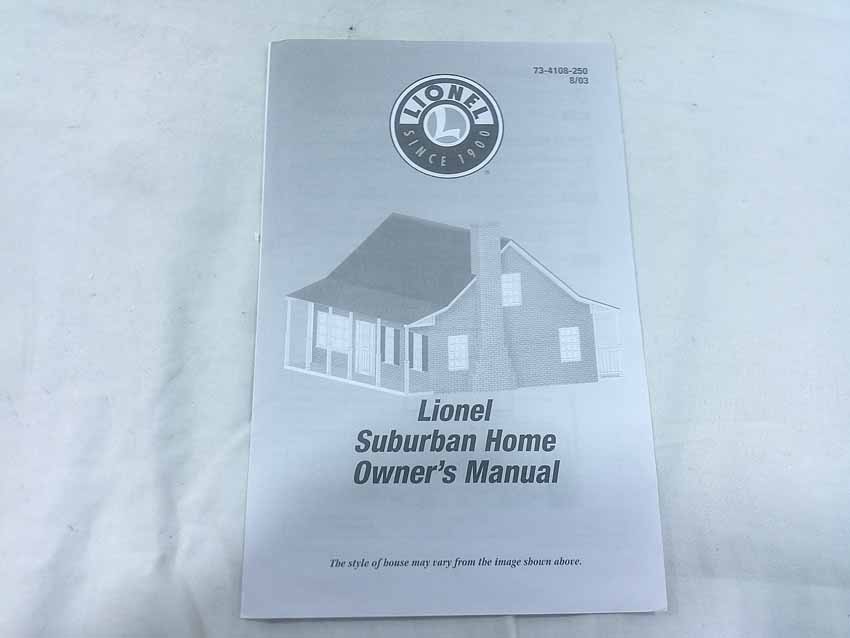 73-4108-250
8/03
LIONEL
L
SINCE 1900
Lionel
Suburban Home
Owner's Manual
The style of house may vary from the image shown above.